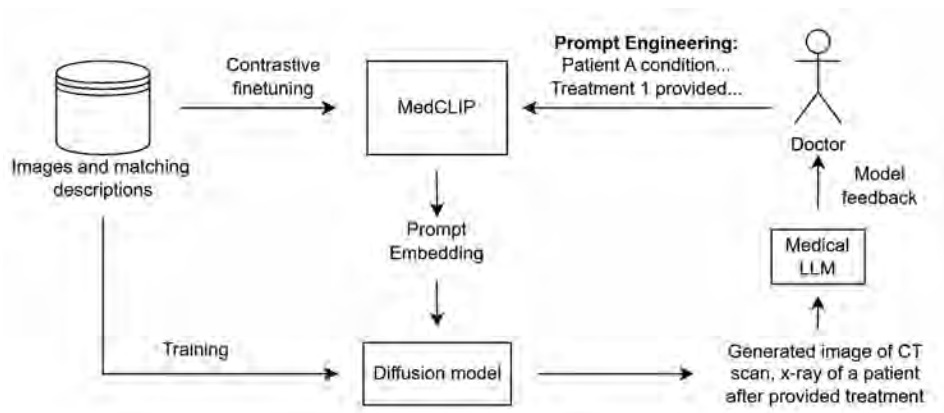 Contrastive
finetuning
MedCLIP
Prompt Engineering:
Patient A condition...
Treatment 1 provided...
Doctor
Images and matching
descriptions
Model
feedback
Prompt
Embedding
Medical
LLM
Training
Diffusion model
Generated image of CT
scan, x-ray of a patient
after provided treatment